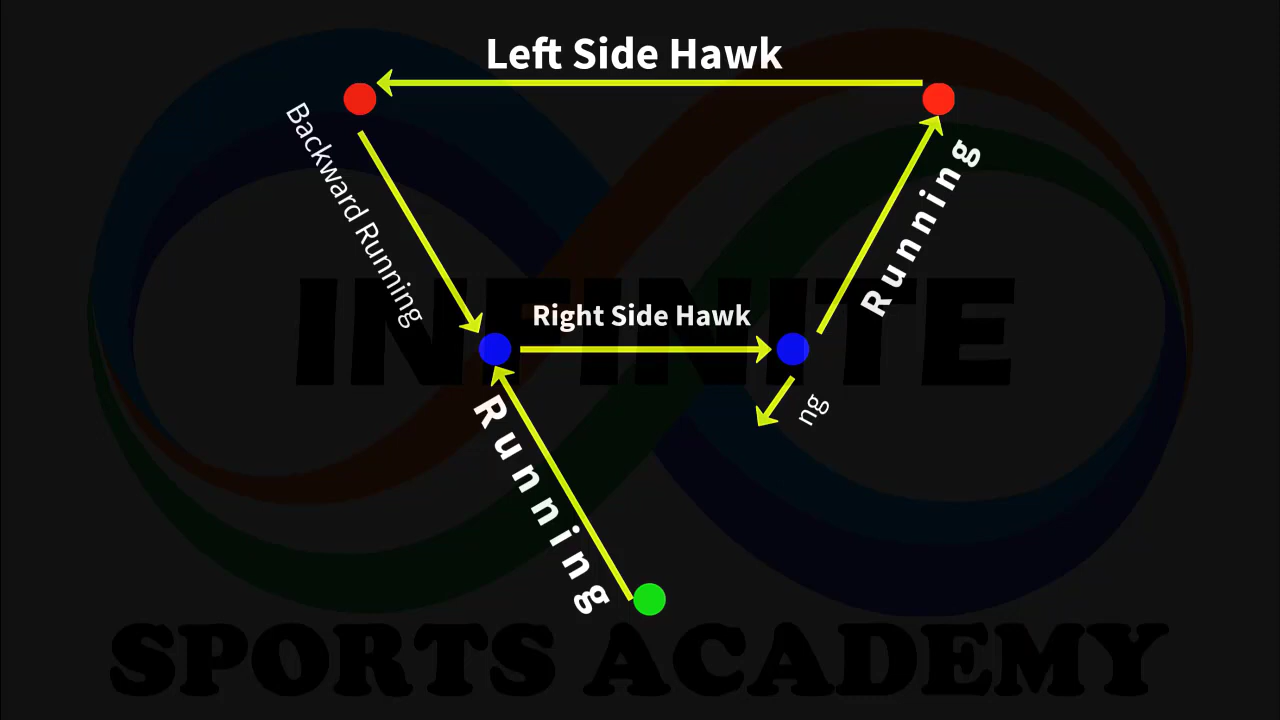 Left Side Hawk
Backward Running
Running
Right Side Hawk
ng
Running
INFINITE
SPORTS ACADEMY